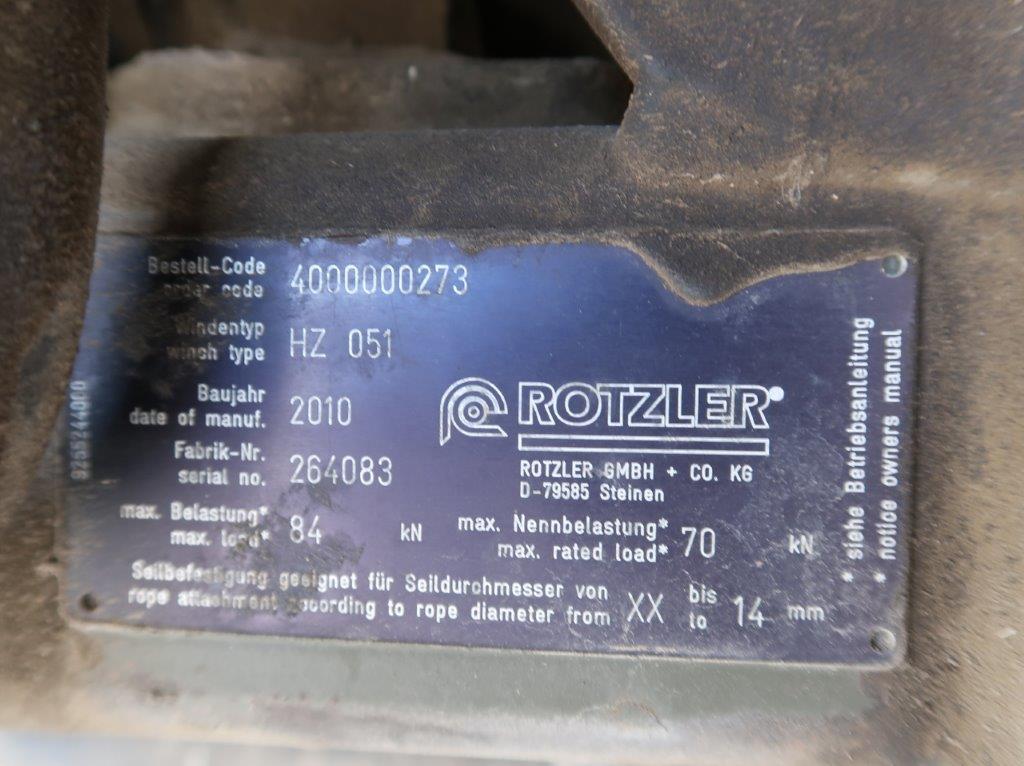 Bestell-Code
order code 4000000273
Windentyp
winch type HZ 051
Baujahr
date of manuf. 2010
Fabrik-Nr.
serial no. 264083
ROTZLER
ROTZLER GMBH + CO. KG
D-79585 Steinen
max. Belastung*
max. load* 84 kN
max. Nennbelastung*
max. rated load* 70 kN
Seilbefestigung geeignet für Seildurchmesser von XX bis 14 mm
rope attachment according to rope diameter from to
* siehe Betriebsanleitung
* notice owners manual